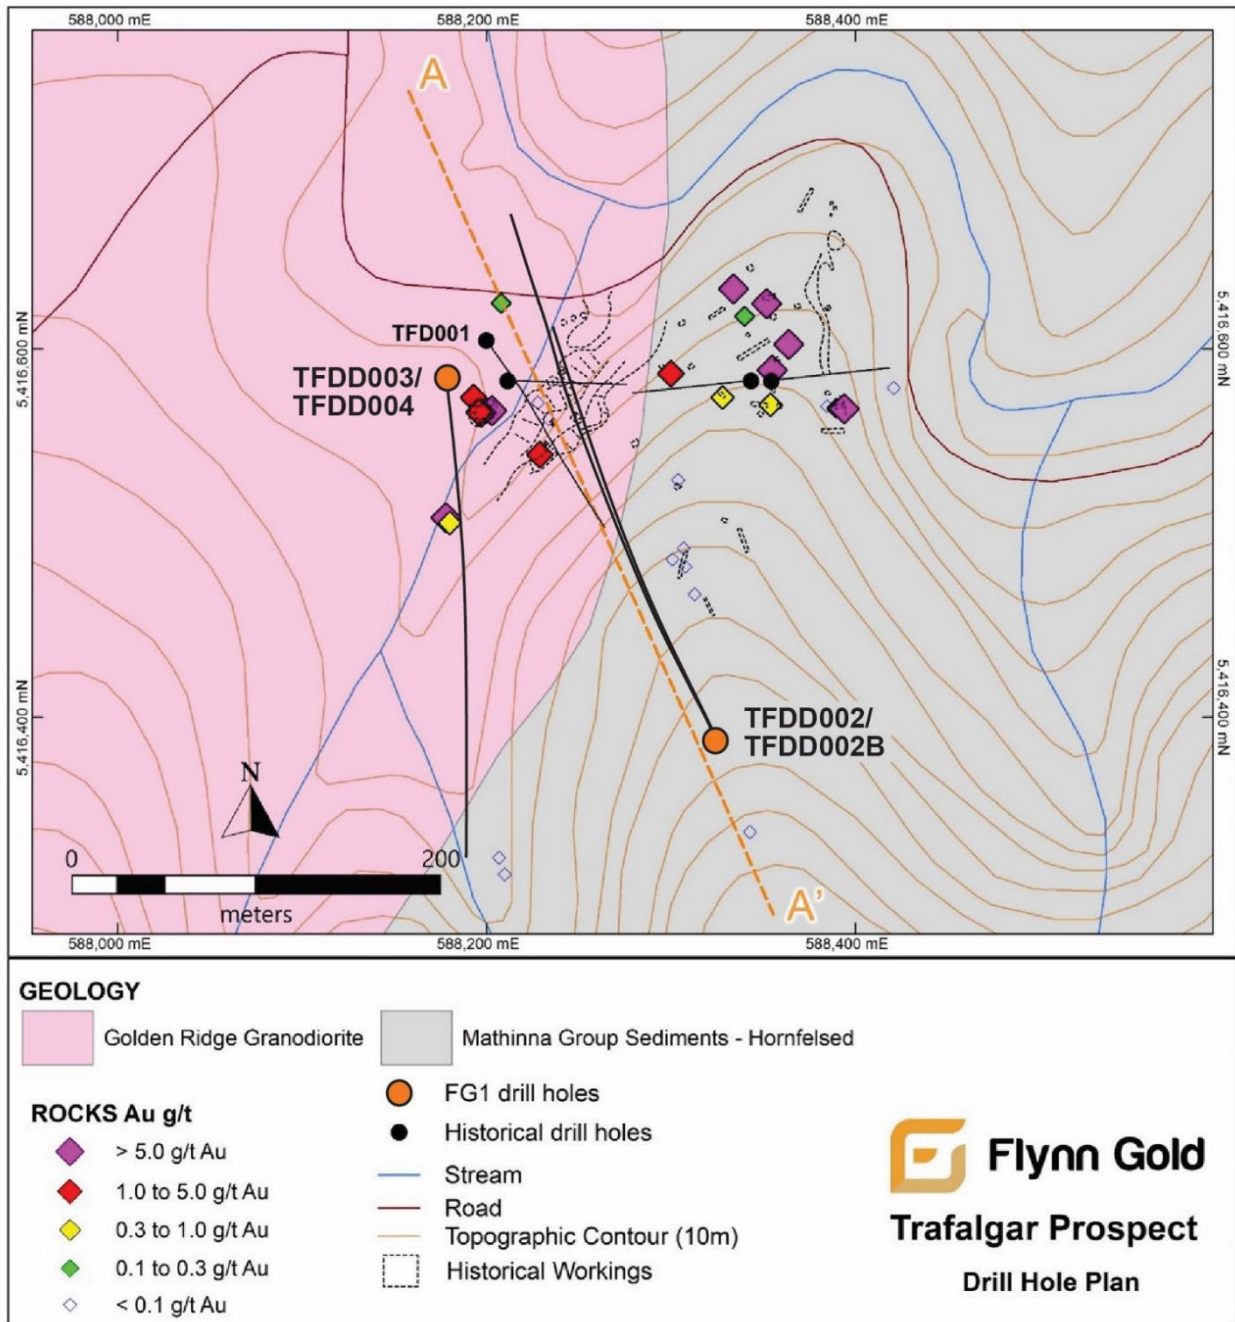 588,000 mE 588,200 mE 588,400 mE
A
5,416,600 mN
5,416,600 mN
TFD001
TFDD003/
TFDD004
5,416,400 mN
5,416,400 mN
TFDD002/
TFDD002B
N
0 200
meters
A’
588,000 mE 588,200 mE 588,400 mE
GEOLOGY
Golden Ridge Granodiorite
Mathinna Group Sediments - Hornfelsed
ROCKS Au g/t
> 5.0 g/t Au
1.0 to 5.0 g/t Au
0.3 to 1.0 g/t Au
0.1 to 0.3 g/t Au
< 0.1 g/t Au
FG1 drill holes
Historical drill holes
Stream
Road
Topographic Contour (10m)
Historical Workings
Flynn Gold
Trafalgar Prospect
Drill Hole Plan